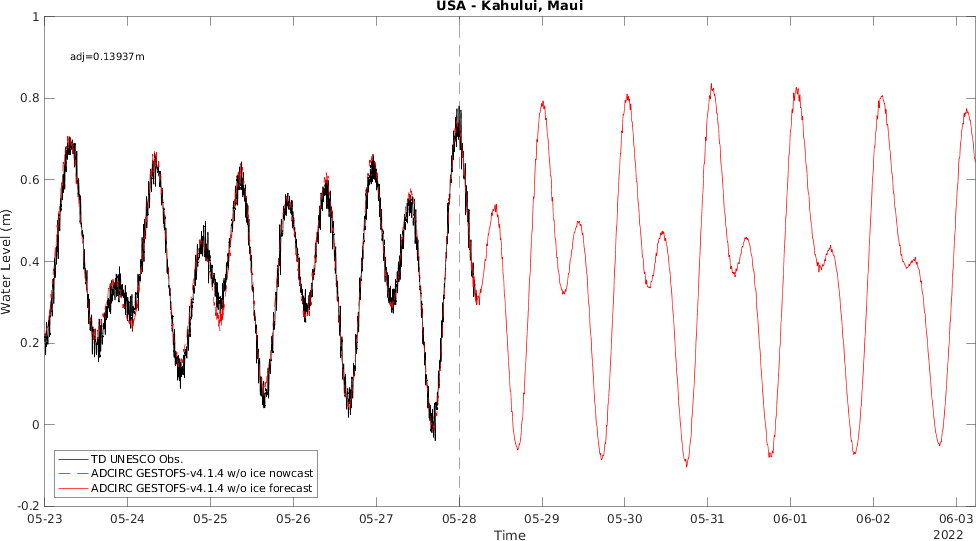 USA - Kahului, Maui
1
adj=0.13937m
0.8
0.6
0.4
0.2
0
-0.2
Water Level (m)
TD UNESCO Obs.
ADCIRC GESTOFS-v4.1.4 w/o ice nowcast
ADCIRC GESTOFS-v4.1.4 w/o ice forecast
05-23 05-24 05-25 05-26 05-27 05-28 05-29 05-30 05-31 06-01 06-02 06-03
Time 2022